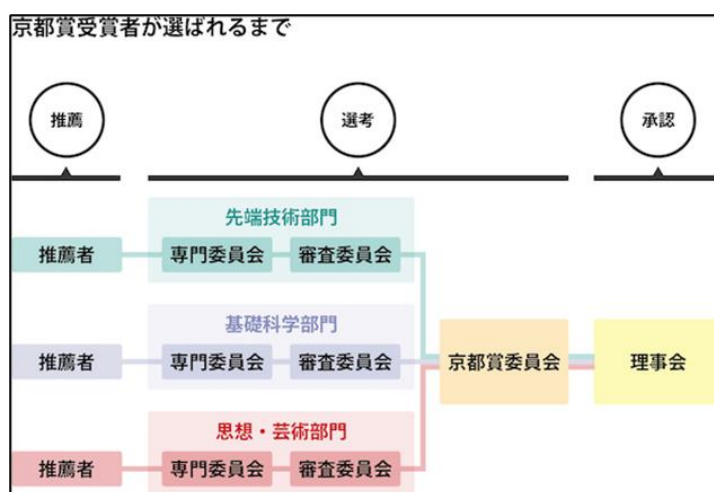 京都賞受賞者が選ばれるまで
推薦
選考
承認
先端技術部門
推薦者
専門委員会
審査委員会
基礎科学部門
推薦者
専門委員会
審査委員会
京都賞委員会
理事会
思想・芸術部門
推薦者
専門委員会
審査委員会